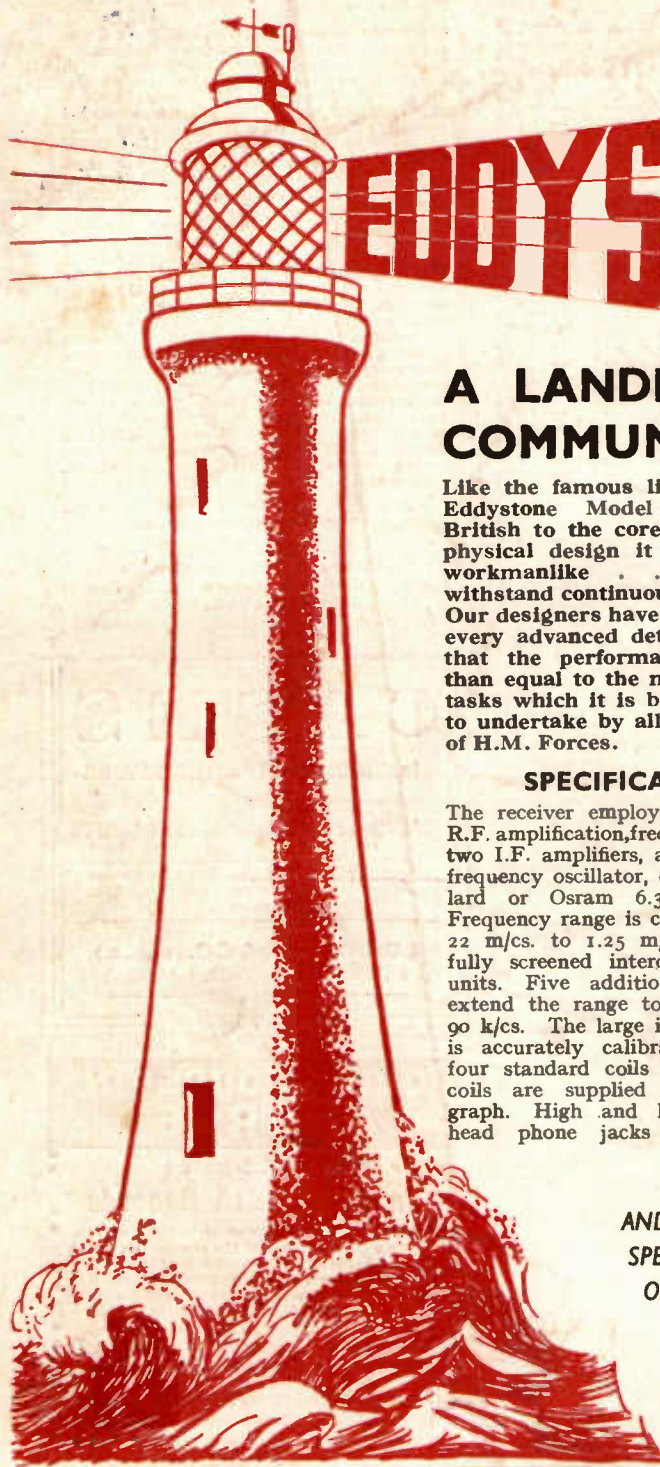 EDDYS
A LAND
COMMUN
Like the famous li
Eddystone Model
British to the core
physical design it
workmanlike . .
withstand continuou
Our designers have
every advanced det
that the performa
than equal to the m
tasks which it is b
to undertake by all
of H.M. Forces.
SPECIFICA
The receiver employ
R.F. amplification,freq
two I.F. amplifiers, a
frequency oscillator,
lard or Osram 6.3
Frequency range is c
22 m/cs. to 1.25 m
fully screened interc
units. Five additio
extend the range to
90 k/cs. The large i
is accurately calibra
four standard coils
coils are supplied
graph. High and l
head phone jacks
AND
SPE
O